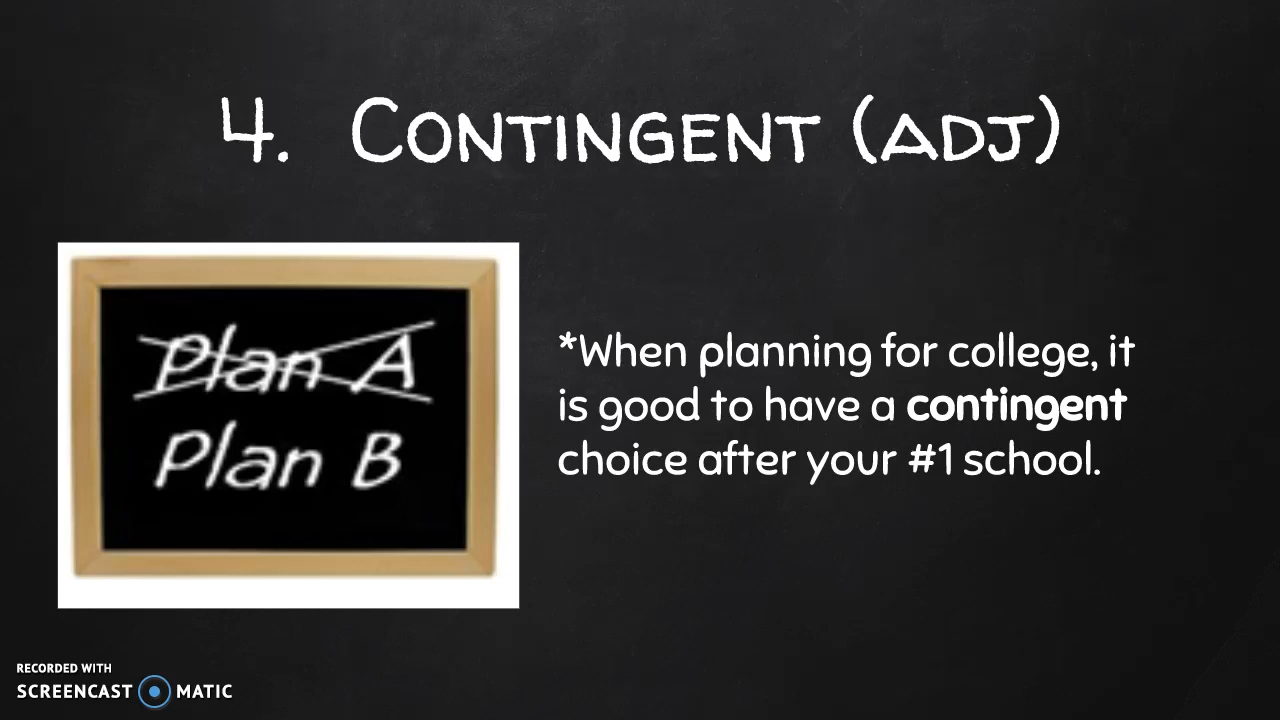 4. Contingent (adj)
Plan A
Plan B
*When planning for college, it
is good to have a contingent
choice after your #1 school.
RECORDED WITH
SCREENCAST MATIC